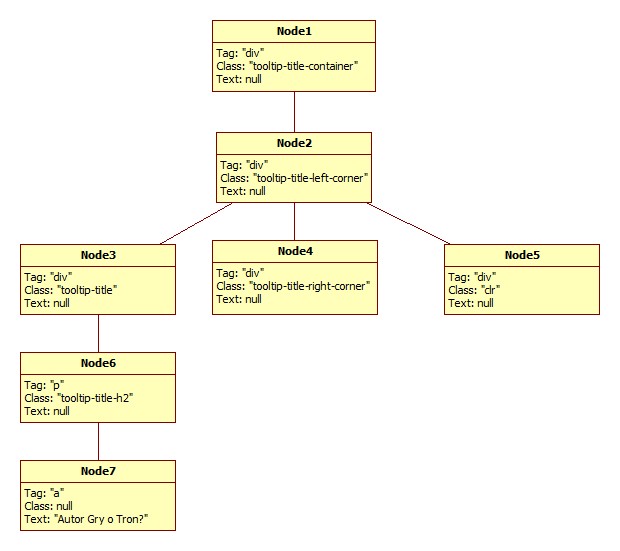 Node1
Tag: "div"
Class: "tooltip-title-container"
Text: null
Node2
Tag: "div"
Class: "tooltip-title-left-corner"
Text: null
Node3
Tag: "div"
Class: "tooltip-title"
Text: null
Node4
Tag: "div"
Class: "tooltip-title-right-corner"
Text: null
Node5
Tag: "div"
Class: "clr"
Text: null
Node6
Tag: "p"
Class: "tooltip-title-h2"
Text: null
Node7
Tag: "a"
Class: null
Text: "Autor Gry o Tron?"